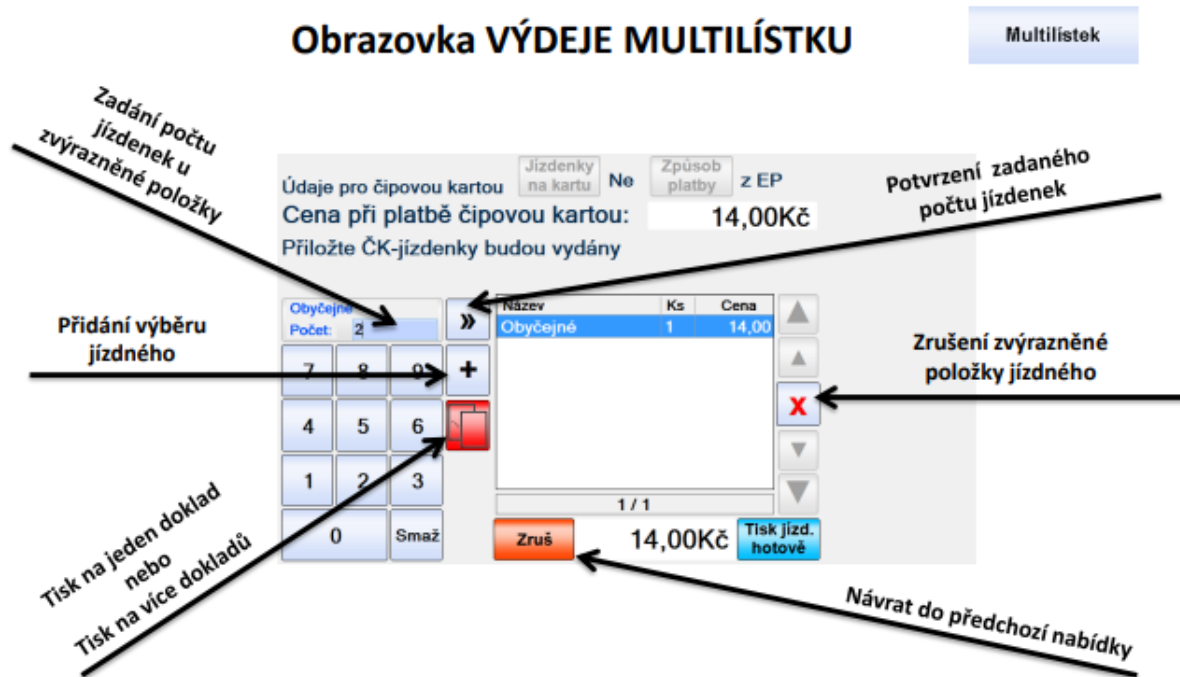 Obrazovka VÝDEJE MULTILÍSTKU
Multilístek
Zadání počtu
jízdenek u
zvýrazněné položky
Údaje pro čipovou kartou
Jízdenky
na kartu
Ne
Způsob
platby
z EP
Cena při platbě čipovou kartou:
14,00Kč
Přiložte ČK-jízdenky budou vydány
Potvrzení zadaného
počtu jízdenek
Obyčejné
Počet: 2
»
Název Ks Cena
Obyčejné 1 14,00
Přidání výběru
jízdného
7 8 9 +
Zrušení zvýrazněné
položky jízdného
X
4 5 6
1 2 3
1 / 1
0 Smaž
Zruš
14,00Kč
Tisk jízd.
hotově
Tisk na jeden doklad
nebo
Tisk na více dokladů
Návrat do předchozí nabídky